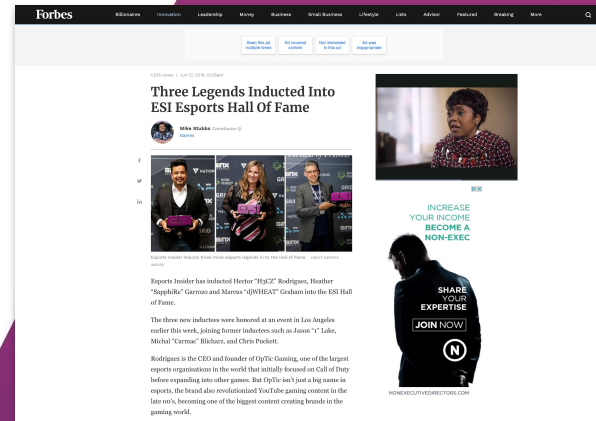 Forbes
Billionaires Innovation Leadership Money Business Small Business Lifestyle Lists Advisor Featured Breaking More
Seen this ad
multiple times
Ad covered
content
Not interested
in this ad
Ad was
inappropriate
Three Legends Inducted Into
ESI Esports Hall Of Fame
Mike Stubbs Contributor
Games
Esports Insider inducts three more esports legends in to the Hall of Fame.
Esports Insider has inducted Hector "H3CZ" Rodriguez, Heather
"SapphiRe" Garozzo and Marcus "djWHEAT" Graham into the ESI Hall
of Fame.
The three new inductees were honored at an event in Los Angeles
earlier this week, joining former inductees such as Jason "1" Lake,
Michal "Carmac" Blicharz, and Chris Puckett.
Rodriguez is the CEO and founder of OpTic Gaming, one of the largest
esports organisations in the world that initially focused on Call of Duty
before expanding into other games. But OpTic isn't just a big name in
esports, the brand also revolutionized YouTube gaming content in the
late 00's, becoming one of the biggest content creating brands in the
gaming world.
INCREASE
YOUR INCOME
BECOME A
NON-EXEC
SHARE
YOUR
EXPERTISE
JOIN NOW
N
NONEXECUTIVEDIRECTORS.COM